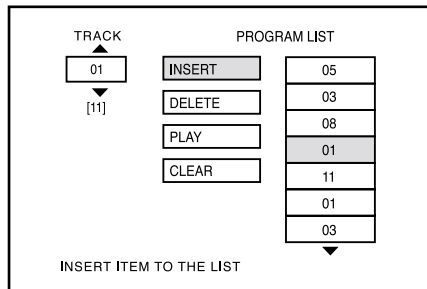 TRACK
01
[11]
PROGRAM LIST
INSERT
DELETE
PLAY
CLEAR
05
03
08
01
11
01
03
INSERT ITEM TO THE LIST